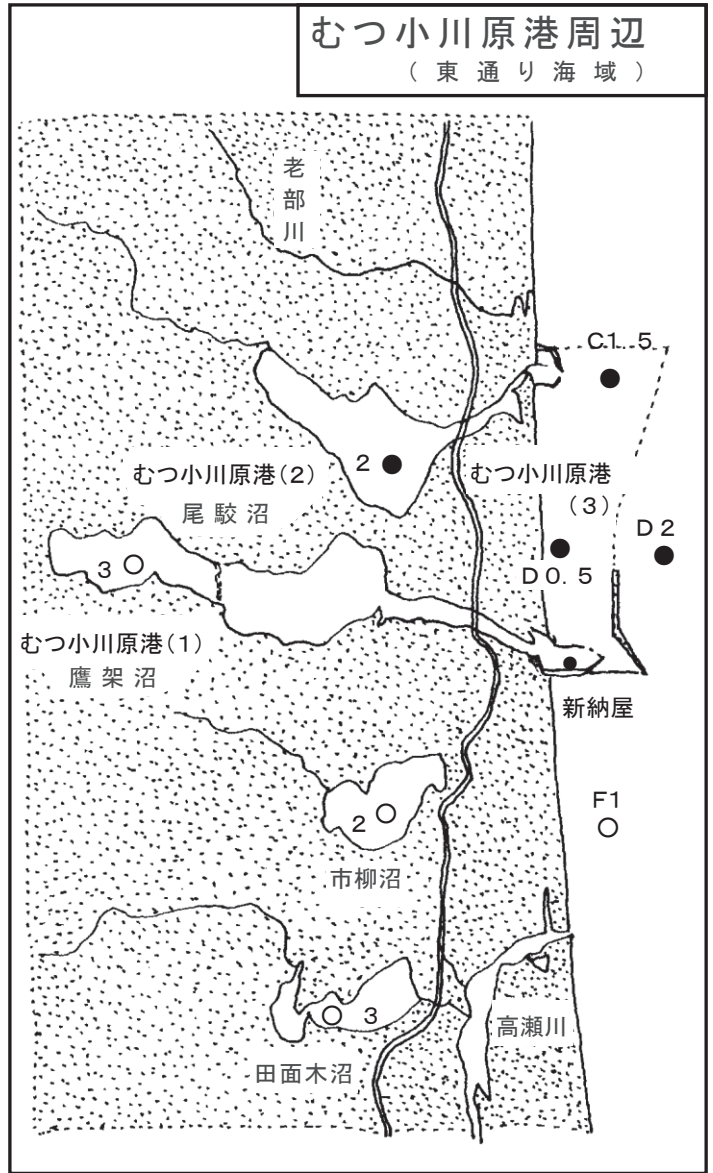 むつ小川原港周辺
（東通り海域）
老
部
川
C1.5
2
むつ小川原港(2)
尾駮沼
むつ小川原港
(3)
D2
D0.5
3
むつ小川原港(1)
鷹架沼
新納屋
F1
2
市柳沼
3
高瀬川
田面木沼